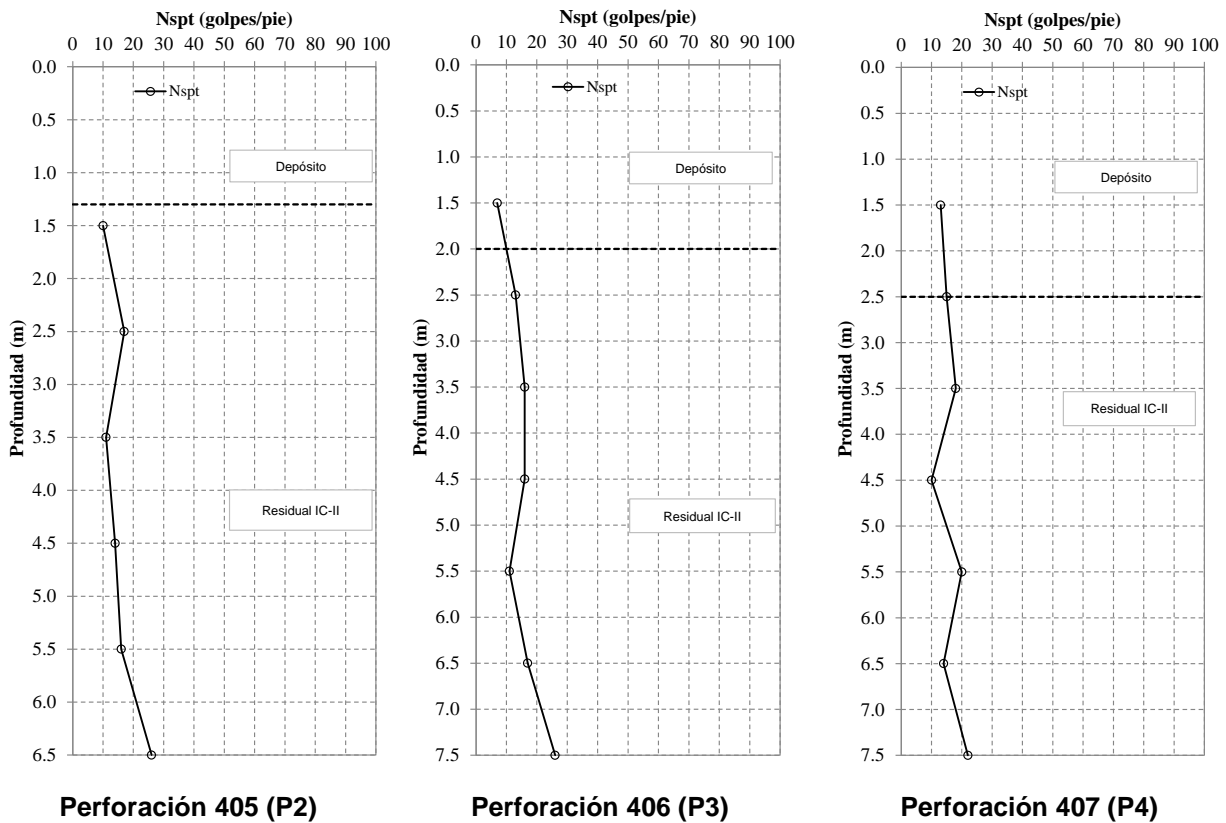 Nspt (golpes/pie)
0 10 20 30 40 50 60 70 80 90 100
0.0
0.5
1.0
1.5
2.0
2.5
3.0
3.5
4.0
4.5
5.0
5.5
6.0
6.5
Profundidad (m)
Nspt
Depósito
Residual IC-II
Perforación 405 (P2)
Nspt (golpes/pie)
0 10 20 30 40 50 60 70 80 90 100
0.0
0.5
1.0
1.5
2.0
2.5
3.0
3.5
4.0
4.5
5.0
5.5
6.0
6.5
7.0
7.5
Profundidad (m)
Nspt
Depósito
Residual IC-II
Perforación 406 (P3)
Nspt (golpes/pie)
0 10 20 30 40 50 60 70 80 90 100
0.0
0.5
1.0
1.5
2.0
2.5
3.0
3.5
4.0
4.5
5.0
5.5
6.0
6.5
7.0
7.5
Profundidad (m)
Nspt
Depósito
Residual IC-II
Perforación 407 (P4)